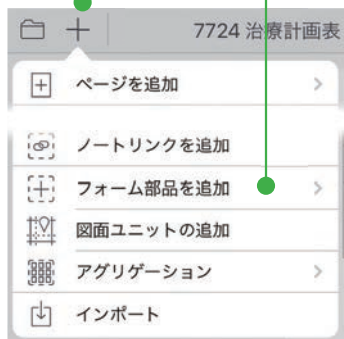 7724 治療計画表
ページを追加
ノートリンクを追加
フォーム部品を追加
図面ユニットの追加
アグリゲーション
インポート